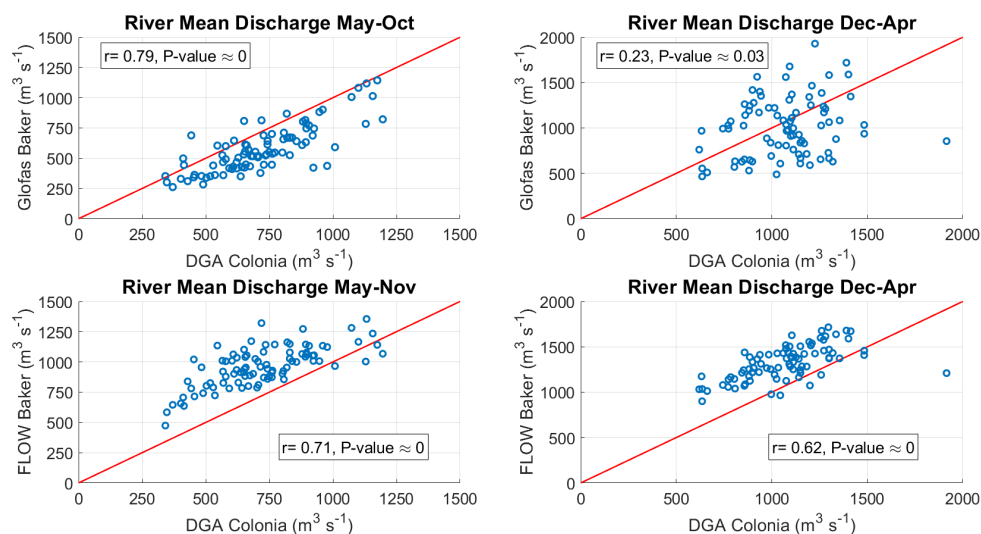 River Mean Discharge May-Oct
r= 0.79, P-value ≈ 0
Glofas Baker (m³ s⁻¹)
1500
1250
1000
750
500
250
0
0 250 500 750 1000 1250 1500
DGA Colonia (m³ s⁻¹)
River Mean Discharge Dec-Apr
r= 0.23, P-value ≈ 0.03
Glofas Baker (m³ s⁻¹)
2000
1500
1000
500
0
0 500 1000 1500 2000
DGA Colonia (m³ s⁻¹)
River Mean Discharge May-Nov
r= 0.71, P-value ≈ 0
FLOW Baker (m³ s⁻¹)
1500
1250
1000
750
500
250
0
0 250 500 750 1000 1250 1500
DGA Colonia (m³ s⁻¹)
River Mean Discharge Dec-Apr
r= 0.62, P-value ≈ 0
FLOW Baker (m³ s⁻¹)
2000
1500
1000
500
0
0 500 1000 1500 2000
DGA Colonia (m³ s⁻¹)